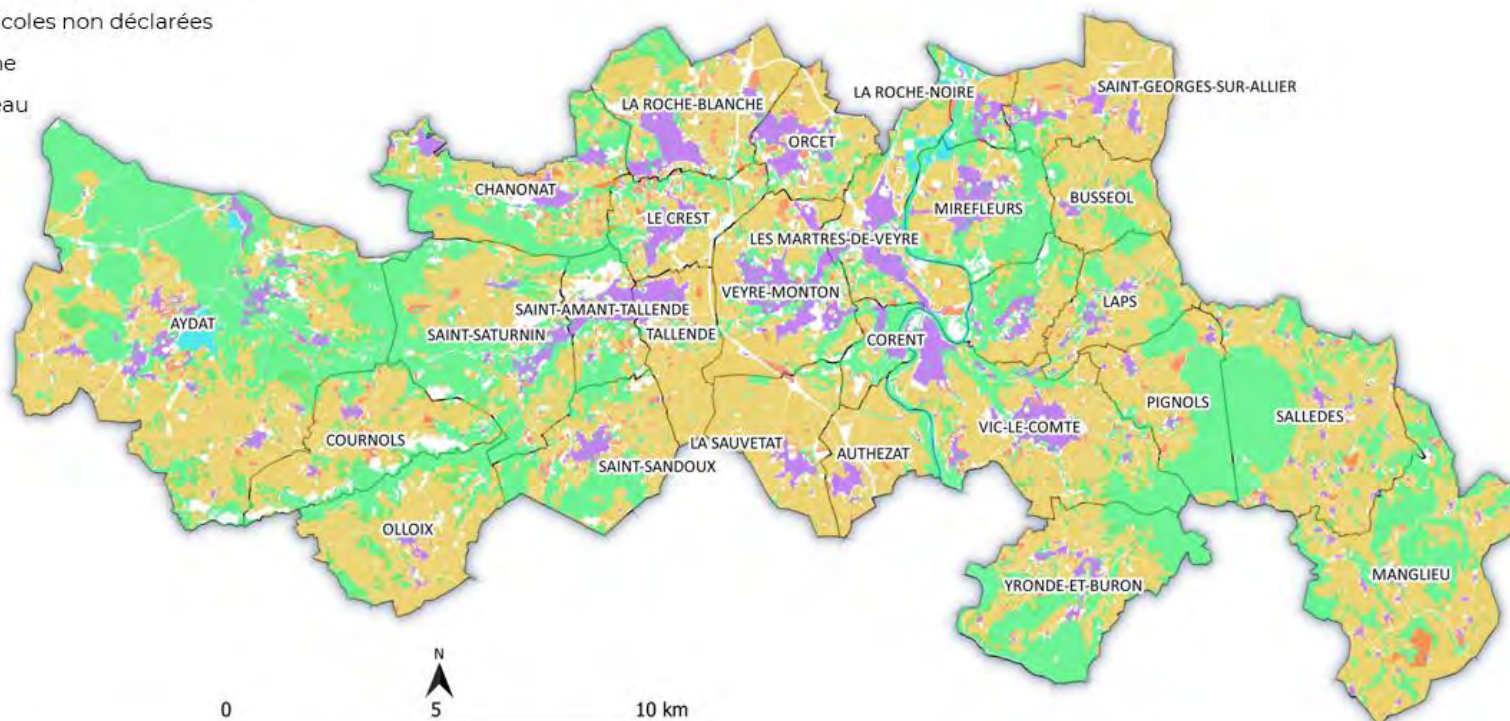 coles non déclarées
ne
eau
LA ROCHE-BLANCHE
LA ROCHE-NOIRE
SAINT-GEORGES-SUR-ALLIER
ORCET
CHANONAT
LE CREST
MIREFLEURS
BUSSEOL
LES MARTRES-DE-VEYRE
SAINT-AMANT-TALLENDE
VEYRE-MONTON
LAPS
AYDAT
SAINT-SATURNIN
TALLENDE
CORENT
PIGNOLS
SALLEDES
COURNOLS
LA SAUVETAT
VIC-LE-COMTE
SAINT-SANDOUX
AUTHEZAT
OLLOIX
YRONDE-ET-BURON
MANGLIEU
N
0 5 10 km